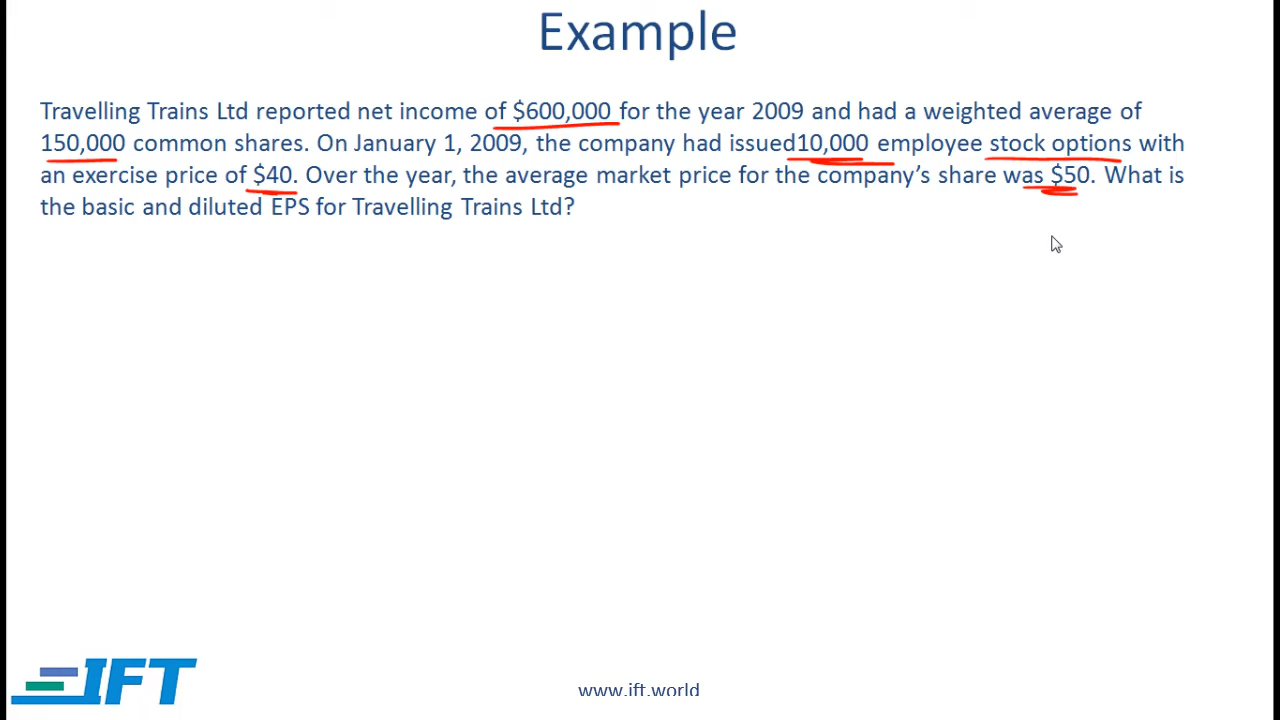 Example
Travelling Trains Ltd reported net income of $600,000 for the year 2009 and had a weighted average of
150,000 common shares. On January 1, 2009, the company had issued10,000 employee stock options with
an exercise price of $40. Over the year, the average market price for the company’s share was $50. What is
the basic and diluted EPS for Travelling Trains Ltd?
IFT
www.ift.world